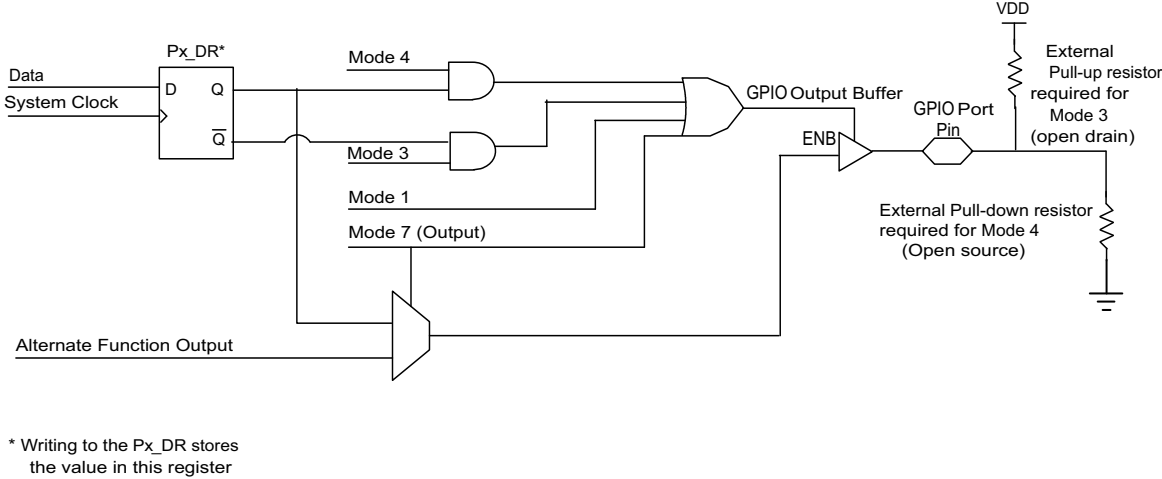 VDD
Px_DR*
Mode 4
External
Pull-up resistor
required for
Mode 3
(open drain)
Data
D Q
System Clock
GPIO Output Buffer
GPIO Port
Pin
Q
ENB
Mode 3
Mode 1
External Pull-down resistor
required for Mode 4
(Open source)
Mode 7 (Output)
Alternate Function Output
* Writing to the Px_DR stores
the value in this register